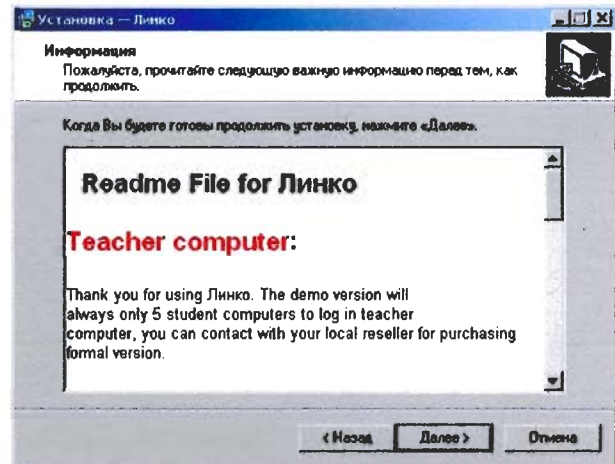 Установка — Линко
Информация
Пожалуйста, прочитайте следующую важную информацию перед тем, как
продолжить.
Когда Вы будете готовы продолжить установку, нажмите «Далее».
Readme File for Линко
Teacher computer:
Thank you for using Линко. The demo version will
always only 5 student computers to log in teacher
computer, you can contact with your local reseller for purchasing
formal version.
< Назад
Далее >
Отмена